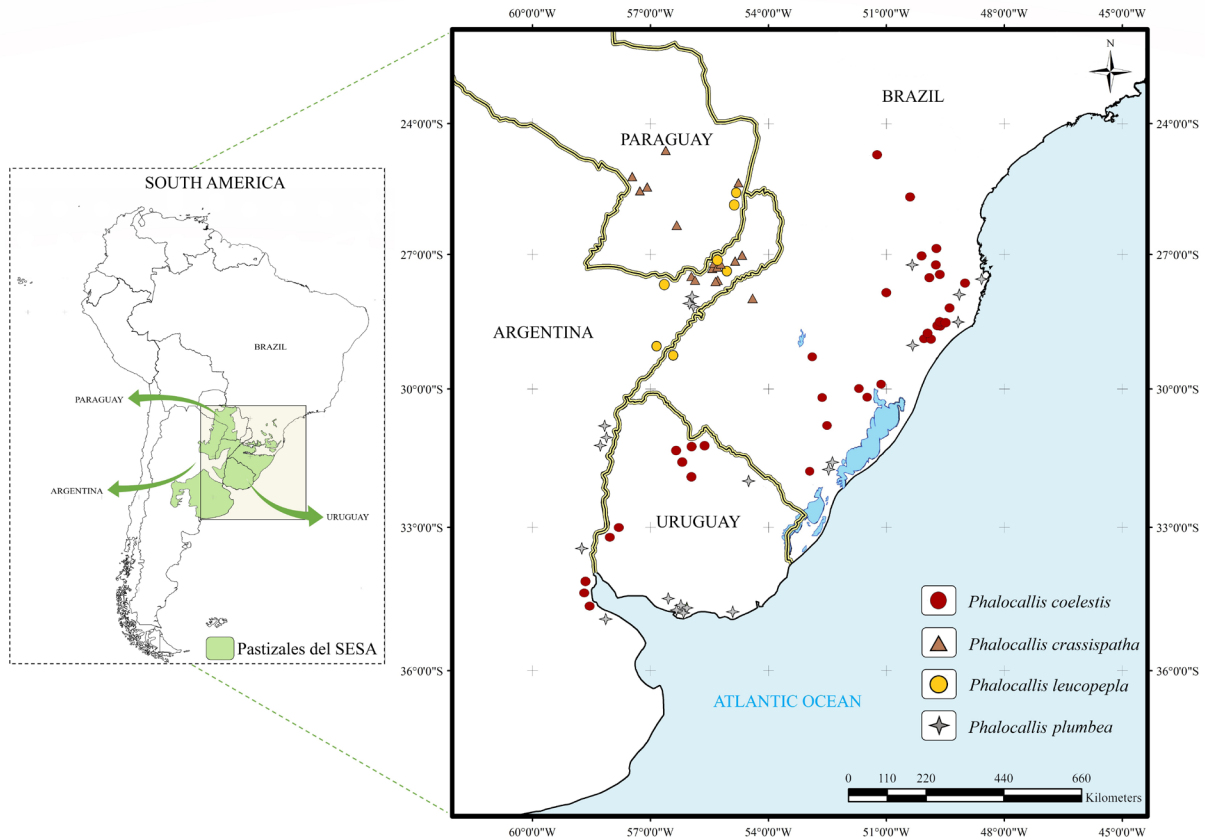 60°0'0"W 57°0'0"W 54°0'0"W 51°0'0"W 48°0'0"W 45°0'0"W
N
BRAZIL
24°0'0"S 24°0'0"S
PARAGUAY
SOUTH AMERICA
27°0'0"S 27°0'0"S
ARGENTINA
BRAZIL
30°0'0"S 30°0'0"S
PARAGUAY
ARGENTINA
URUGUAY
33°0'0"S 33°0'0"S
URUGUAY
Phalocallis coelestis
Phalocallis crassispatha
Pastizales del SESA
36°0'0"S 36°0'0"S
Phalocallis leucopepla
ATLANTIC OCEAN
Phalocallis plumbea
0 110 220 440 660
Kilometers
60°0'0"W 57°0'0"W 54°0'0"W 51°0'0"W 48°0'0"W 45°0'0"W